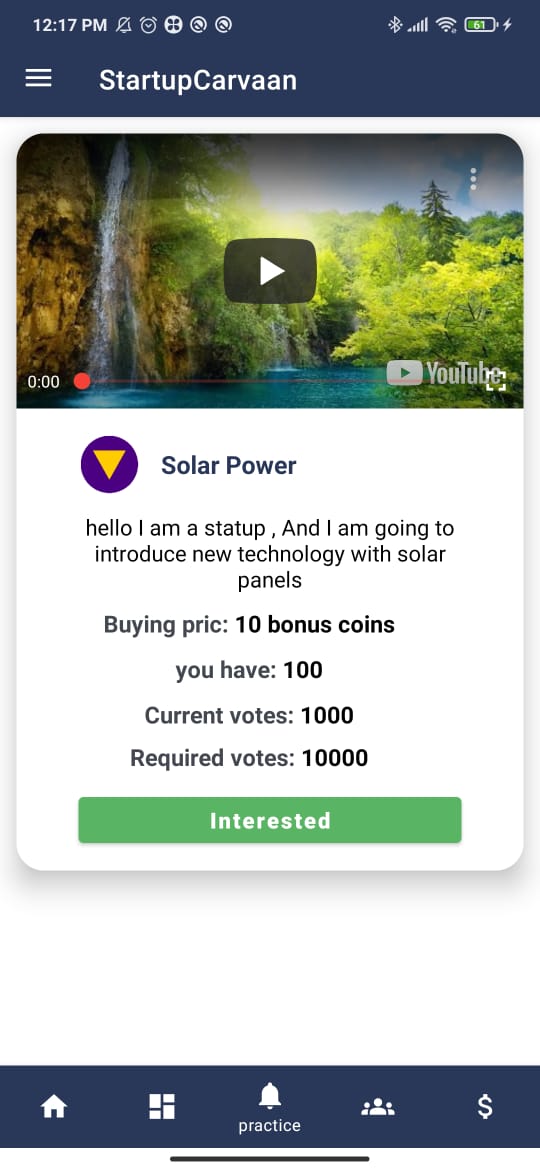 12:17 PM
61
StartupCarvaan
0:00
YouTube
Solar Power
hello I am a statup , And I am going to
introduce new technology with solar
panels
Buying pric: 10 bonus coins
you have: 100
Current votes: 1000
Required votes: 10000
Interested
practice